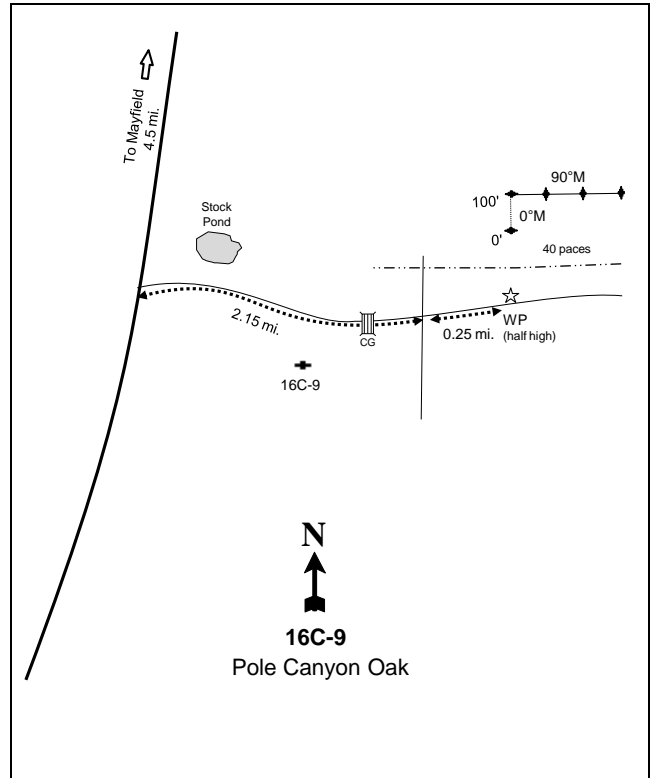 To Mayfield
4.5 mi.
Stock
Pond
90°M
100'
0°M
0'
40 paces
2.15 mi.
CG
0.25 mi.
WP
(half high)
16C-9
N
16C-9
Pole Canyon Oak